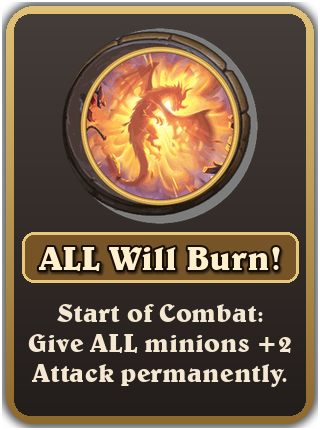 ALL Will Burn!
Start of Combat:
Give ALL minions +2
Attack permanently.